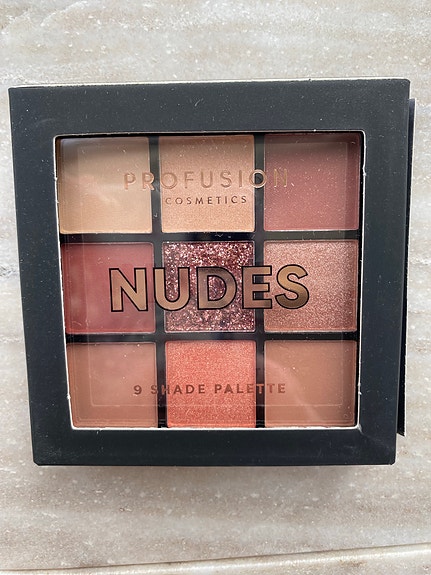 PROFUSION
COSMETICS
NUDES
9 SHADE PALETTE